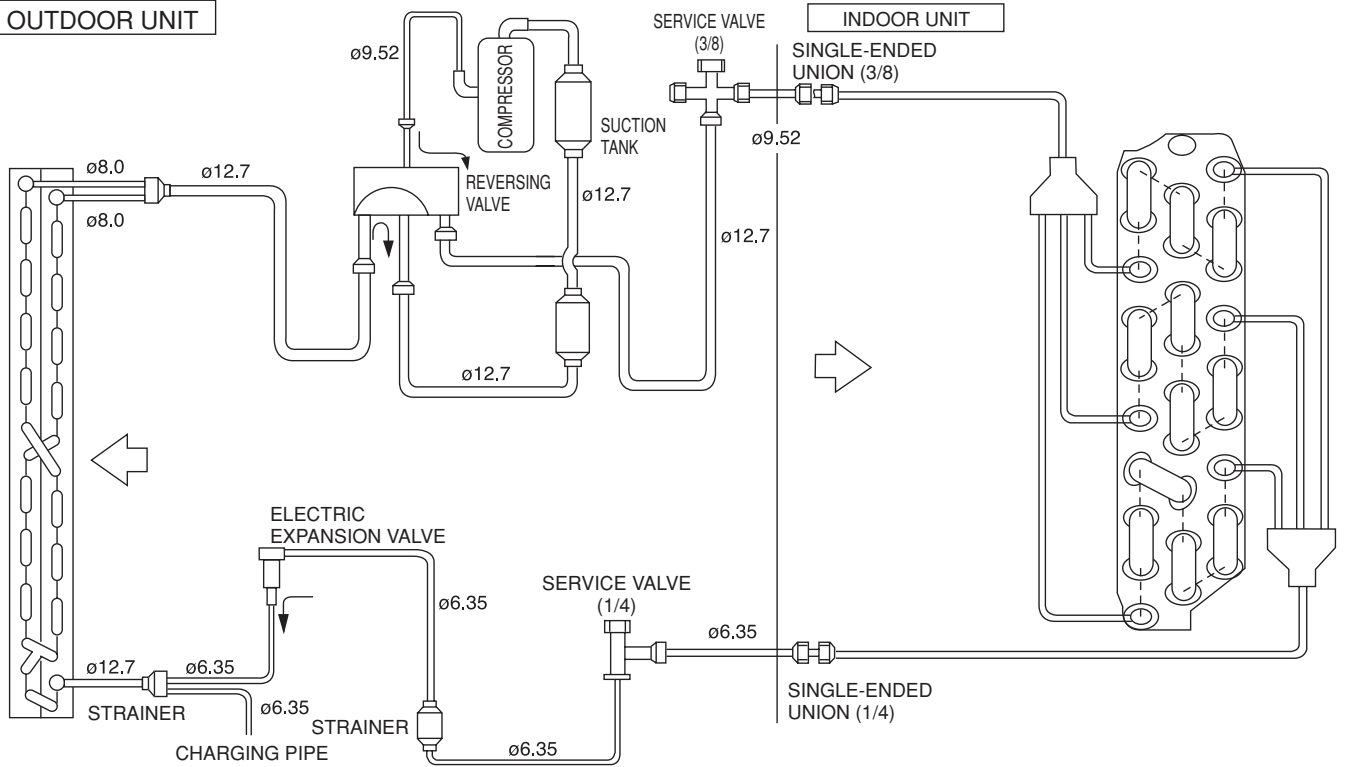 OUTDOOR UNIT
INDOOR UNIT
SERVICE VALVE
(3/8)
SINGLE-ENDED
UNION (3/8)
ø9.52
COMPRESSOR
SUCTION
TANK
ø9.52
ø8.0
ø12.7
REVERSING
VALVE
ø12.7
ø8.0
ø12.7
ø12.7
ELECTRIC
EXPANSION VALVE
SERVICE VALVE
(1/4)
ø6.35
ø6.35
ø12.7
ø6.35
SINGLE-ENDED
UNION (1/4)
STRAINER
ø6.35
STRAINER
CHARGING PIPE
ø6.35